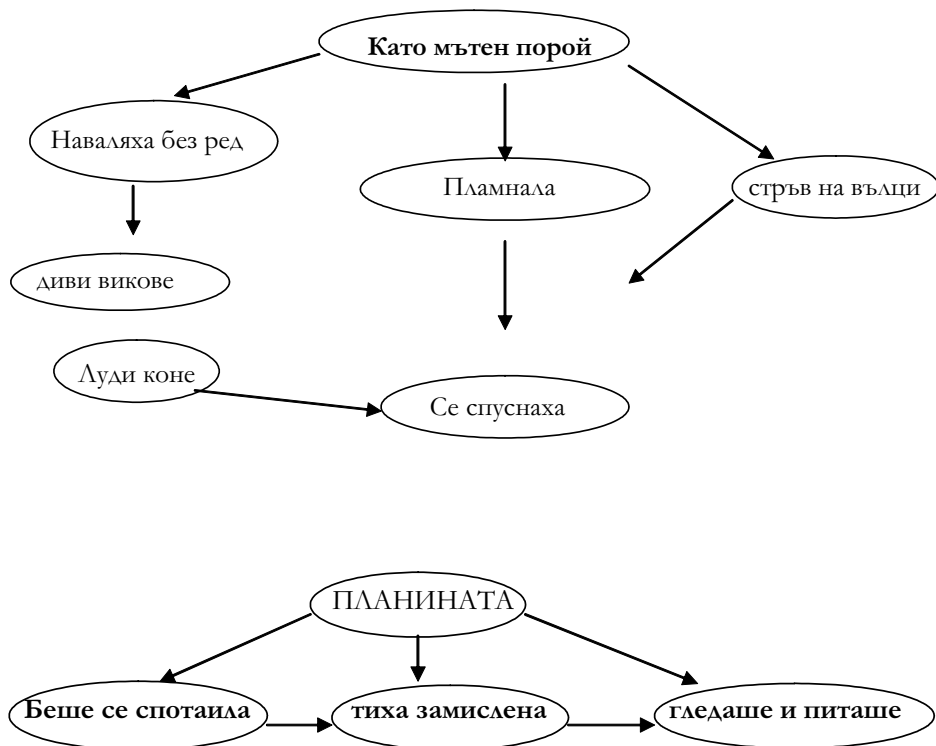 Като мътен порой
Наваляха без ред
Пламнала
стръв на вълци
диви викове
Луди коне
Се спуснаха
ПЛАНИНАТА
Беше се спотаила
тиха замислена
гледаше и питаше